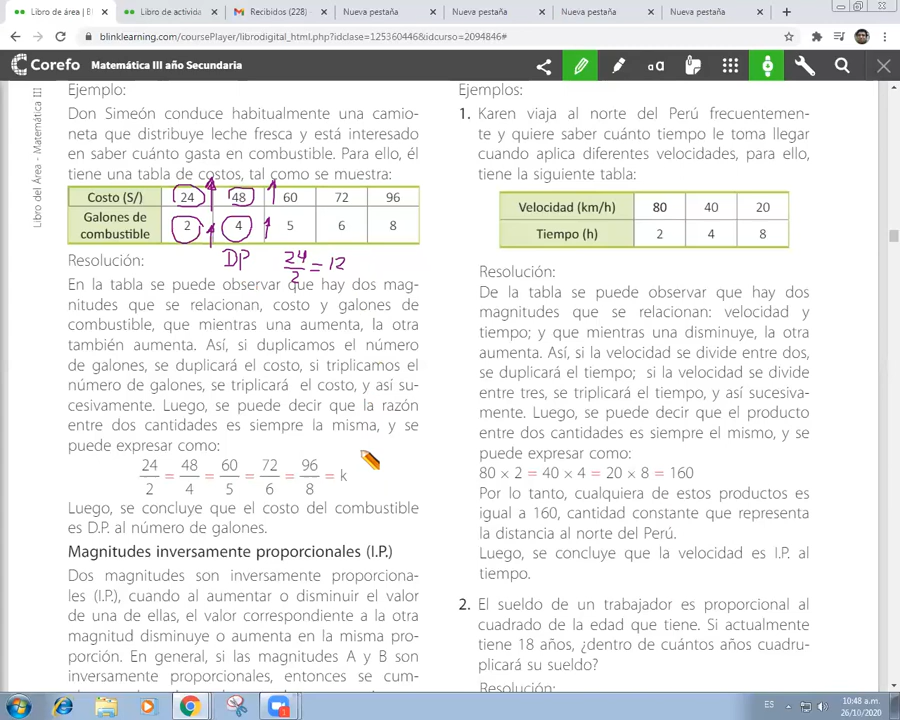 Libro de área | Bl
Libro de activida
Recibidos (228) -
Nueva pestaña
Nueva pestaña
Nueva pestaña
Nueva pestaña
blinklearning.com/coursePlayer/librodigital_html.php?idclase=125360446&idcurso=2094846#
Corefo
Matemática III año Secundaria
aA
Libro del Área - Matemática III
Ejemplo:
Don Simeón conduce habitualmente una camio-
neta que distribuye leche fresca y está interesado
en saber cuánto gasta en combustible. Para ello, él
tiene una tabla de costos, tal como se muestra:
Costo (S/) 24 48 60 72 96
Galones de combustible 2 4 5 6 8
DP 24/2 = 12
Resolución:
En la tabla se puede observar que hay dos mag-
nitudes que se relacionan, costo y galones de
combustible, que mientras una aumenta, la otra
también aumenta. Así, si duplicamos el número
de galones, se duplicará el costo, si triplicamos el
número de galones, se triplicará el costo, y así su-
cesivamente. Luego, se puede decir que la razón
entre dos cantidades es siempre la misma, y se
puede expresar como:
24/2 = 48/4 = 60/5 = 72/6 = 96/8 = k
Luego, se concluye que el costo del combustible
es D.P. al número de galones.
Magnitudes inversamente proporcionales (I.P.)
Dos magnitudes son inversamente proporciona-
les (I.P.), cuando al aumentar o disminuir el valor
de una de ellas, el valor correspondiente a la otra
magnitud disminuye o aumenta en la misma pro-
porción. En general, si las magnitudes A y B son
inversamente proporcionales, entonces se cum-
Ejemplos:
1. Karen viaja al norte del Perú frecuentemen-
te y quiere saber cuánto tiempo le toma llegar
cuando aplica diferentes velocidades, para ello,
tiene la siguiente tabla:
Velocidad (km/h) 80 40 20
Tiempo (h) 2 4 8
Resolución:
De la tabla se puede observar que hay dos
magnitudes que se relacionan: velocidad y
tiempo; y que mientras una disminuye, la otra
aumenta. Así, si la velocidad se divide entre dos,
se duplicará el tiempo; si la velocidad se divide
entre tres, se triplicará el tiempo, y así sucesiva-
mente. Luego, se puede decir que el producto
entre dos cantidades es siempre el mismo, y se
puede expresar como:
80 × 2 = 40 × 4 = 20 × 8 = 160
Por lo tanto, cualquiera de estos productos es
igual a 160, cantidad constante que representa
la distancia al norte del Perú.
Luego, se concluye que la velocidad es I.P. al
tiempo.
2. El sueldo de un trabajador es proporcional al
cuadrado de la edad que tiene. Si actualmente
tiene 18 años, ¿dentro de cuántos años cuadru-
plicará su sueldo?
Resolución:
ES
10:48 a.m.
26/10/2020